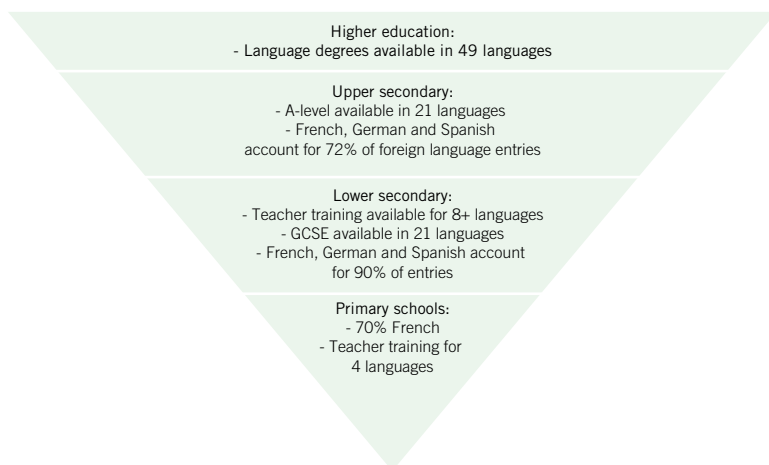 Higher education:
- Language degrees available in 49 languages
Upper secondary:
- A-level available in 21 languages
- French, German and Spanish
account for 72% of foreign language entries
Lower secondary:
- Teacher training available for 8+ languages
- GCSE available in 21 languages
- French, German and Spanish account
for 90% of entries
Primary schools:
- 70% French
- Teacher training for
4 languages